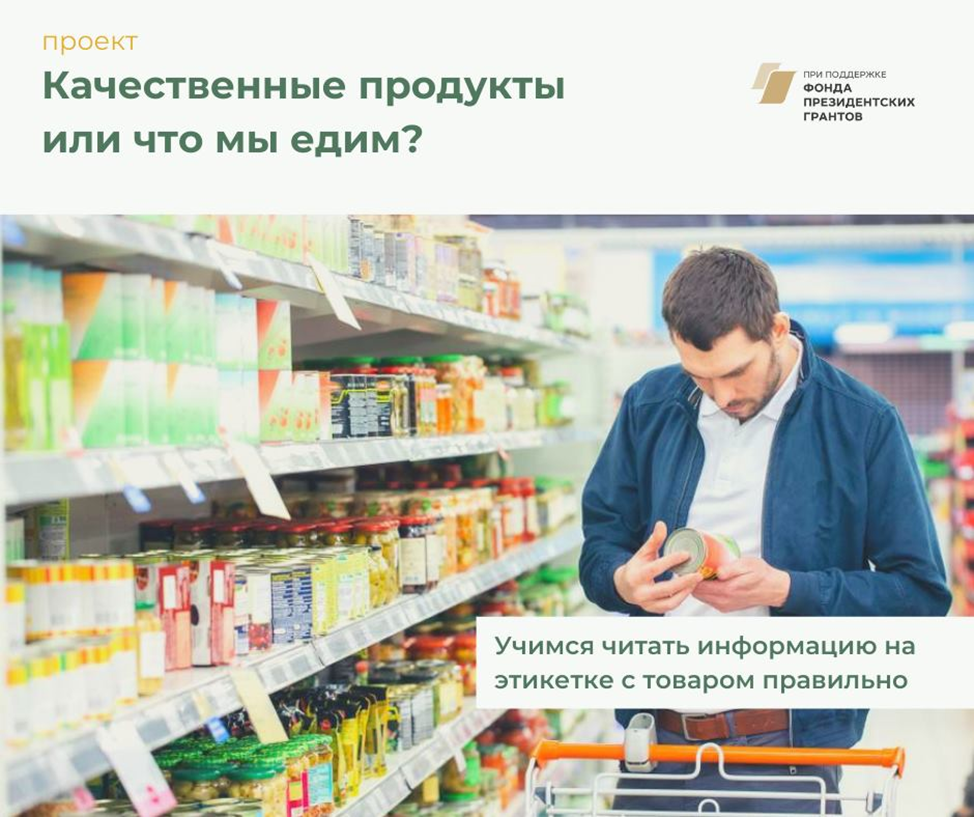 проект
Качественные продукты
или что мы едим?
ПРИ ПОДДЕРЖКЕ
ФОНДА
ПРЕЗИДЕНТСКИХ
ГРАНТОВ
Учимся читать информацию на
этикетке с товаром правильно